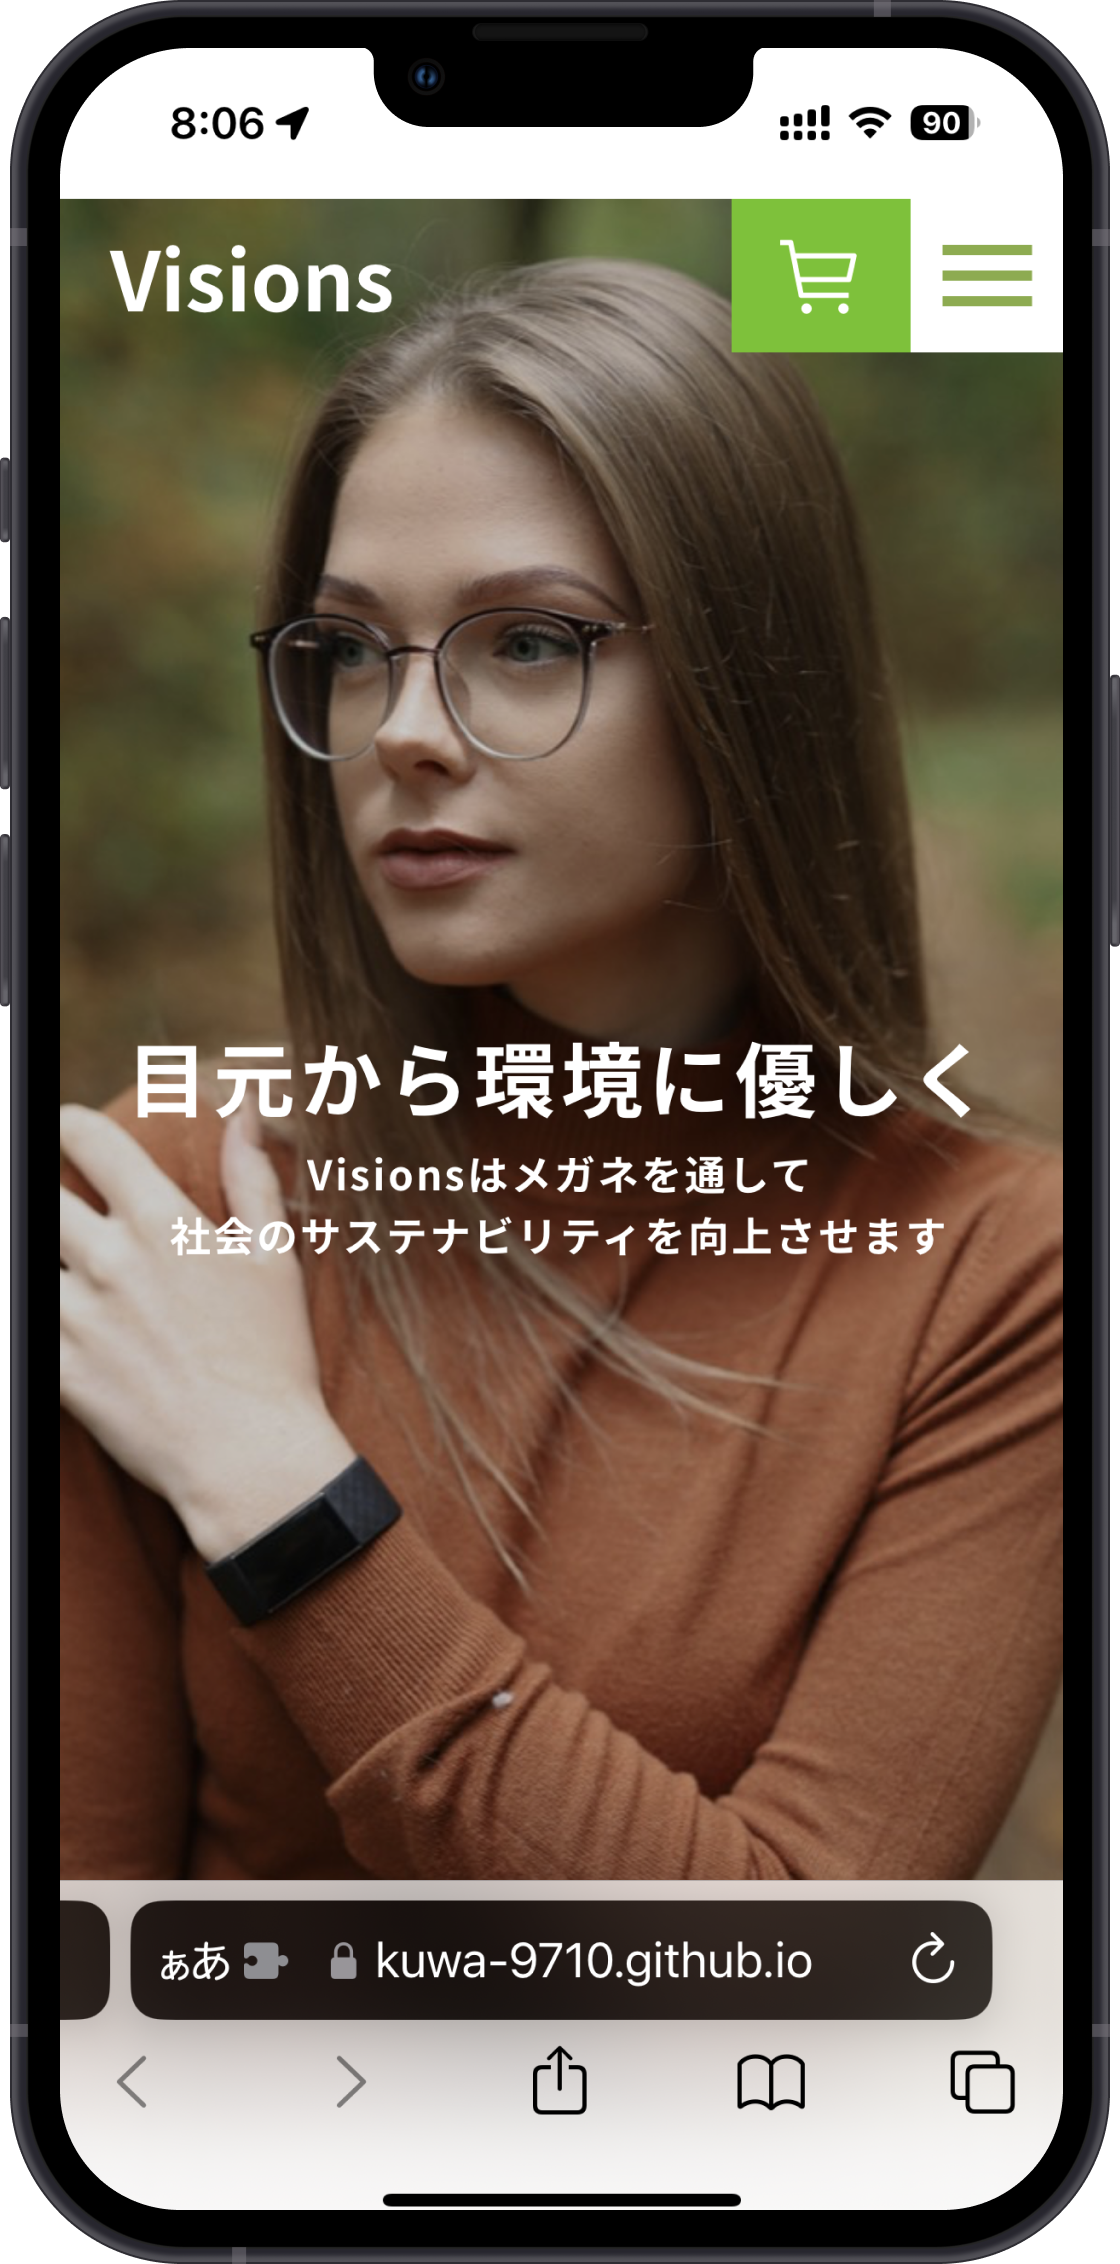 8:06
90
Visions
目元から環境に優しく
Visionsはメガネを通して
社会のサステナビリティを向上させます
ぁあ
kuwa-9710.github.io